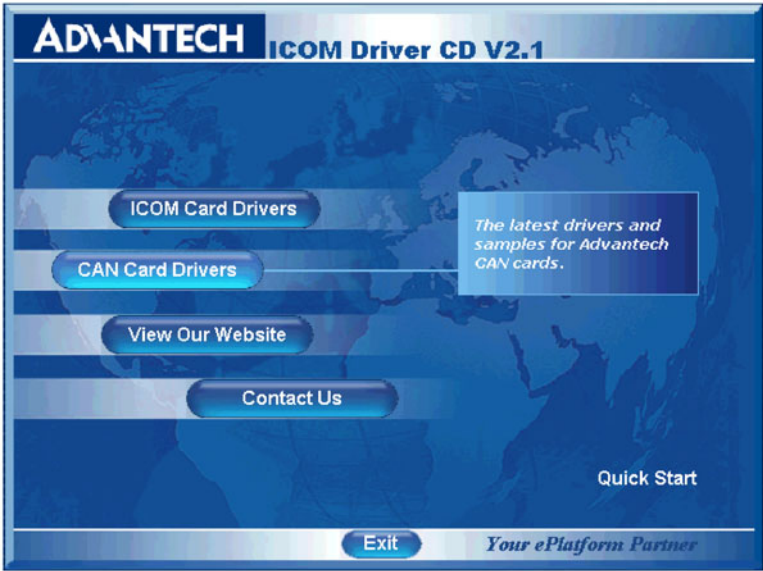 ADVANTECH ICOM Driver CD V2.1
ICOM Card Drivers
The latest drivers and
samples for Advantech
CAN cards.
CAN Card Drivers
View Our Website
Contact Us
Quick Start
Exit
Your ePlatform Partner